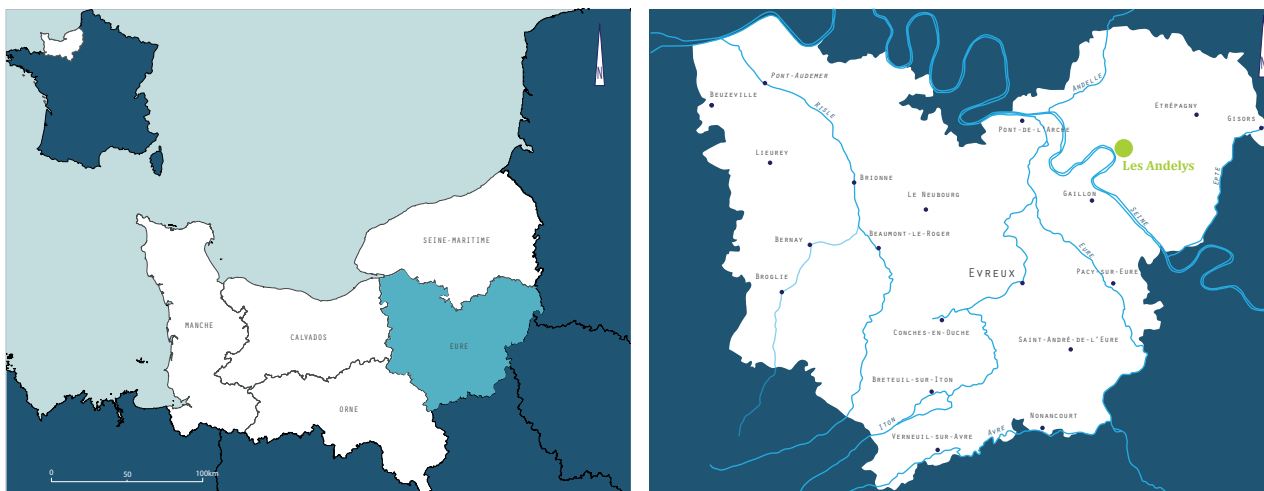 N
SEINE-MARITIME
MANCHE
CALVADOS
EURE
ORNE
0 50 100km
N
PONT-AUDEMER
BEUZEVILLE
RISLE
ANDELLE
ETRÉPAGNY
GISORS
PONT-DE-L'ARCHE
LIEUREY
Les Andelys
BRIONNE
EPTE
LE NEUBOURG
GAILLON
SEINE
BERNAY
BEAUMONT-LE-ROGER
EURE
BROGLIE
EVREUX
PACY-SUR-EURE
CONCHES-EN-OUCHE
SAINT-ANDRÉ-DE-L'EURE
BRETEUIL-SUR-ITON
ITON
NONANCOURT
VERNEUIL-SUR-AVRE
AVRE